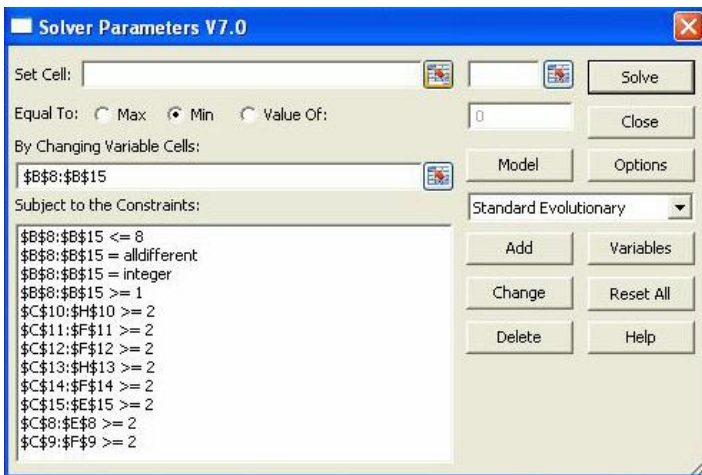 Solver Parameters V7.0
Set Cell:
Solve
Equal To: Max Min Value Of:
0
Close
By Changing Variable Cells:
$B$8:$B$15
Model
Options
Subject to the Constraints:
Standard Evolutionary
$B$8:$B$15 <= 8
$B$8:$B$15 = alldifferent
$B$8:$B$15 = integer
$B$8:$B$15 >= 1
$C$10:$H$10 >= 2
$C$11:$F$11 >= 2
$C$12:$F$12 >= 2
$C$13:$H$13 >= 2
$C$14:$F$14 >= 2
$C$15:$E$15 >= 2
$C$8:$E$8 >= 2
$C$9:$F$9 >= 2
Add
Variables
Change
Reset All
Delete
Help